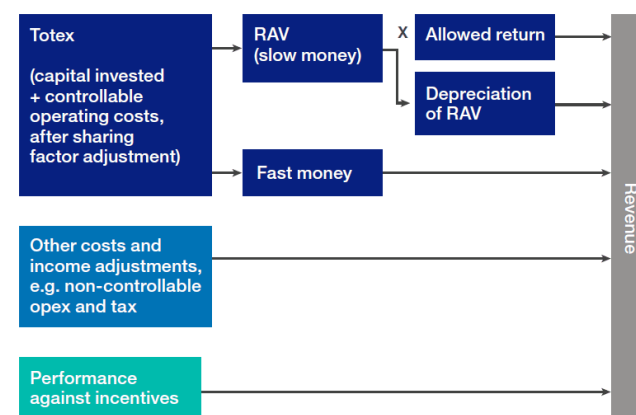 Totex
(capital invested
+ controllable
operating costs,
after sharing
factor adjustment)
RAV
(slow money)
X
Allowed return
Depreciation
of RAV
Fast money
Other costs and
income adjustments,
e.g. non-controllable
opex and tax
Performance
against incentives
Revenue